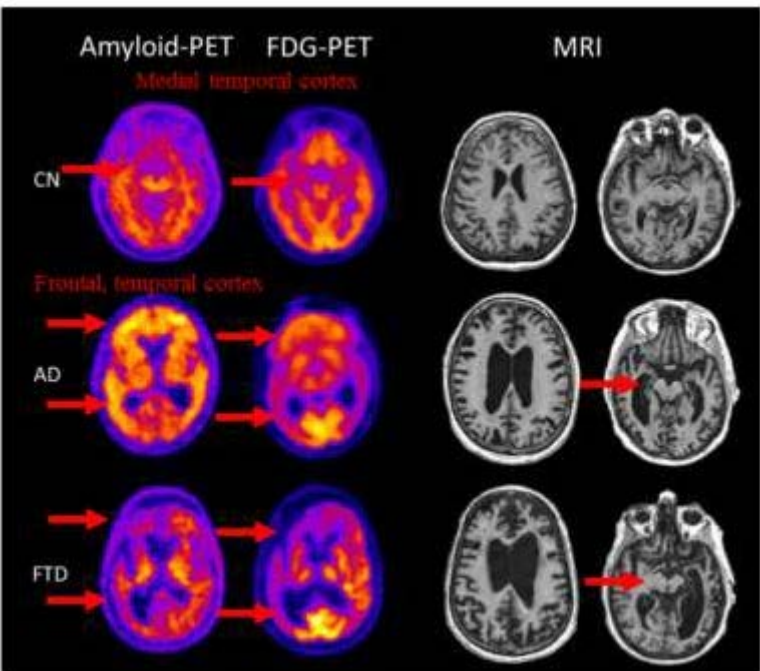 Amyloid-PET FDG-PET MRI
Medial temporal cortex
CN
Frontal, temporal cortex
AD
FTD